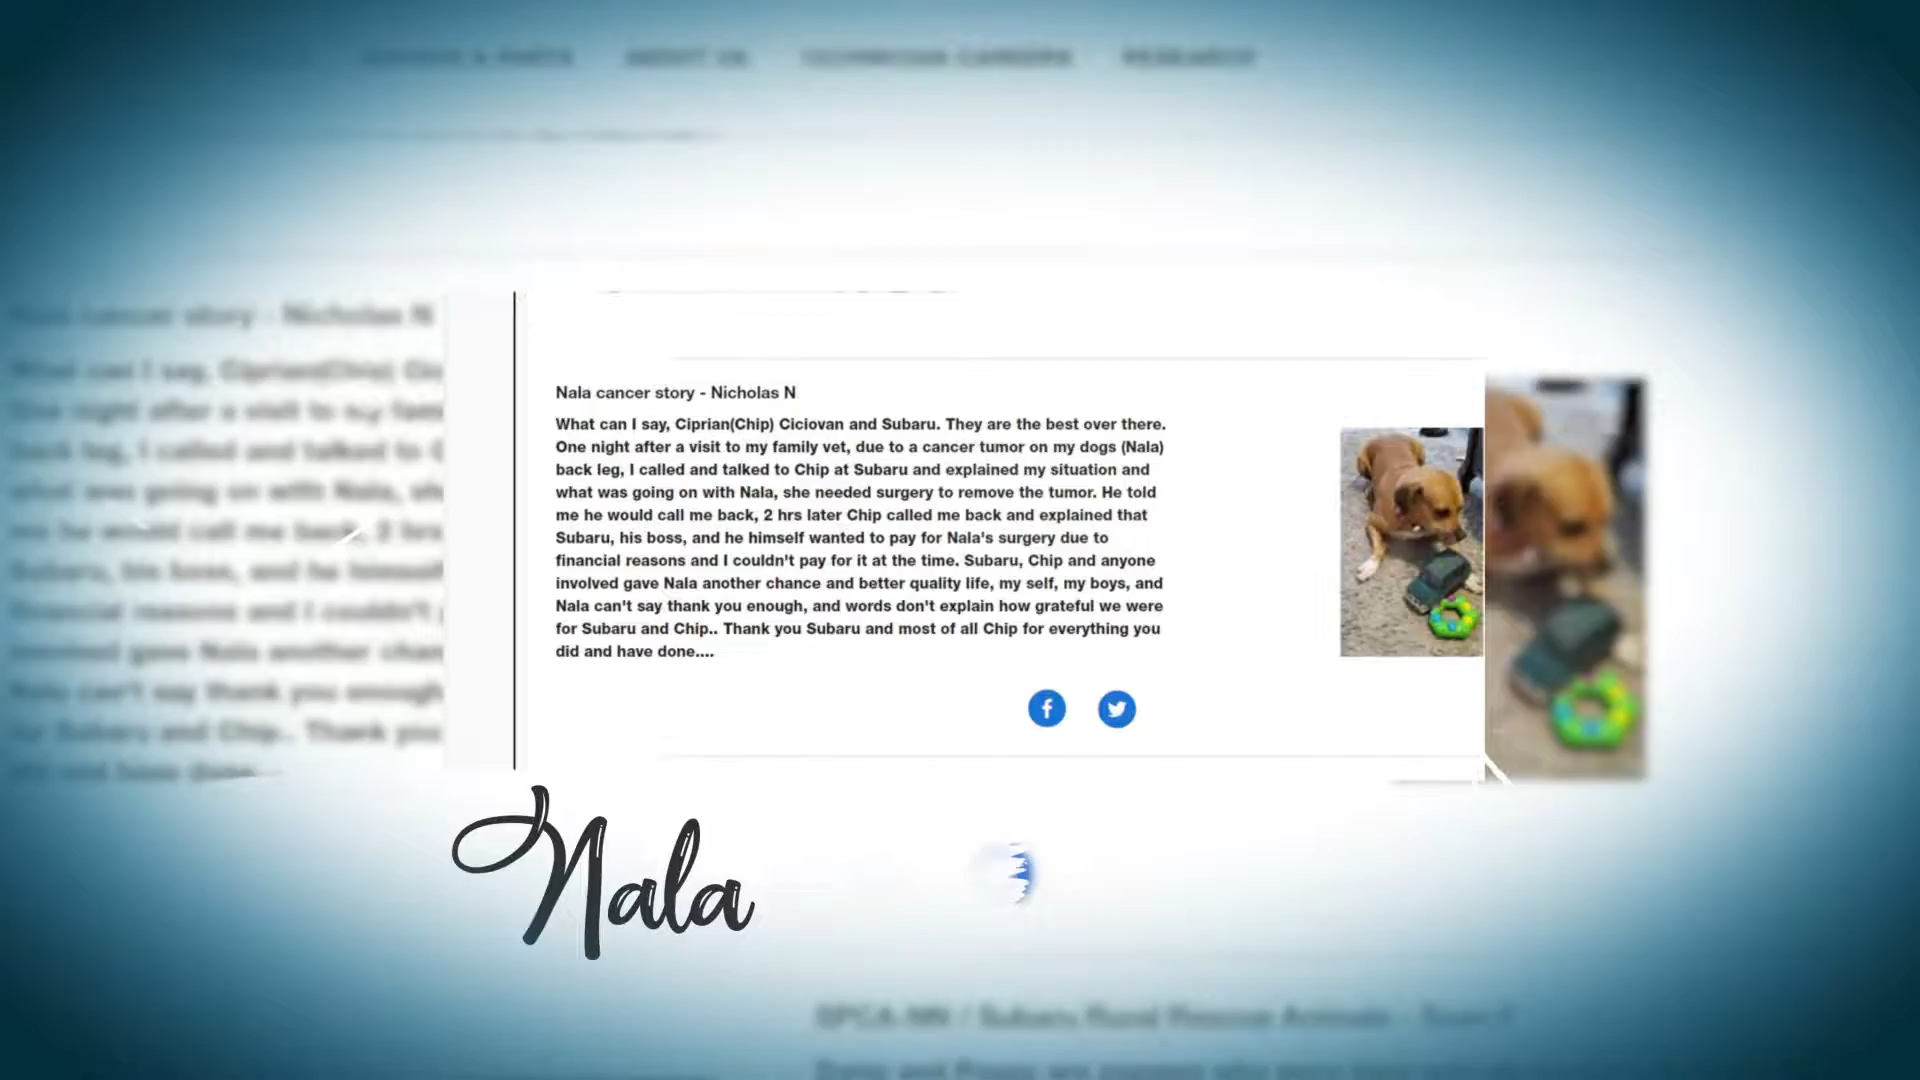 ABOUT US
RESEARCH
Nala cancer story - Nicholas N
What can I say, Ciprian(Chip) Ciciovan and Subaru. They are the best over there.
One night after a visit to my family vet, due to a cancer tumor on my dogs (Nala)
back leg, I called and talked to Chip at Subaru and explained my situation and
what was going on with Nala, she needed surgery to remove the tumor. He told
me he would call me back, 2 hrs later Chip called me back and explained that
Subaru, his boss, and he himself wanted to pay for Nala's surgery due to
financial reasons and I couldn't pay for it at the time. Subaru, Chip and anyone
involved gave Nala another chance and better quality life, my self, my boys, and
Nala can't say thank you enough, and words don't explain how grateful we were
for Subaru and Chip.. Thank you Subaru and most of all Chip for everything you
did and have done....
Nala